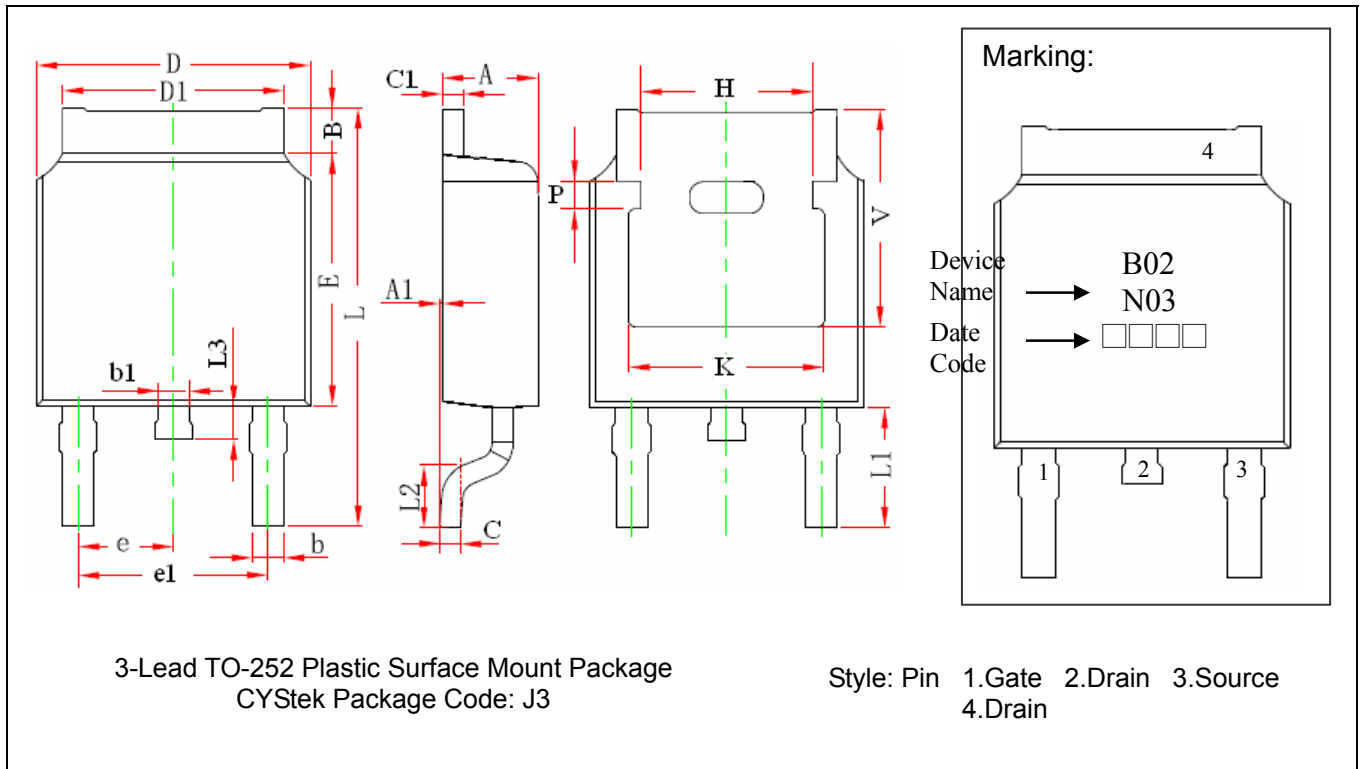 D
D1
B
E
L
L3
b1
e
e1
b
C1
A
A1
L2
C
H
P
V
K
L1
Marking:
4
Device
Name
B02
N03
Date
Code
□□□□
1
2
3
3-Lead TO-252 Plastic Surface Mount Package
CYStek Package Code: J3
Style: Pin 1.Gate 2.Drain 3.Source
4.Drain